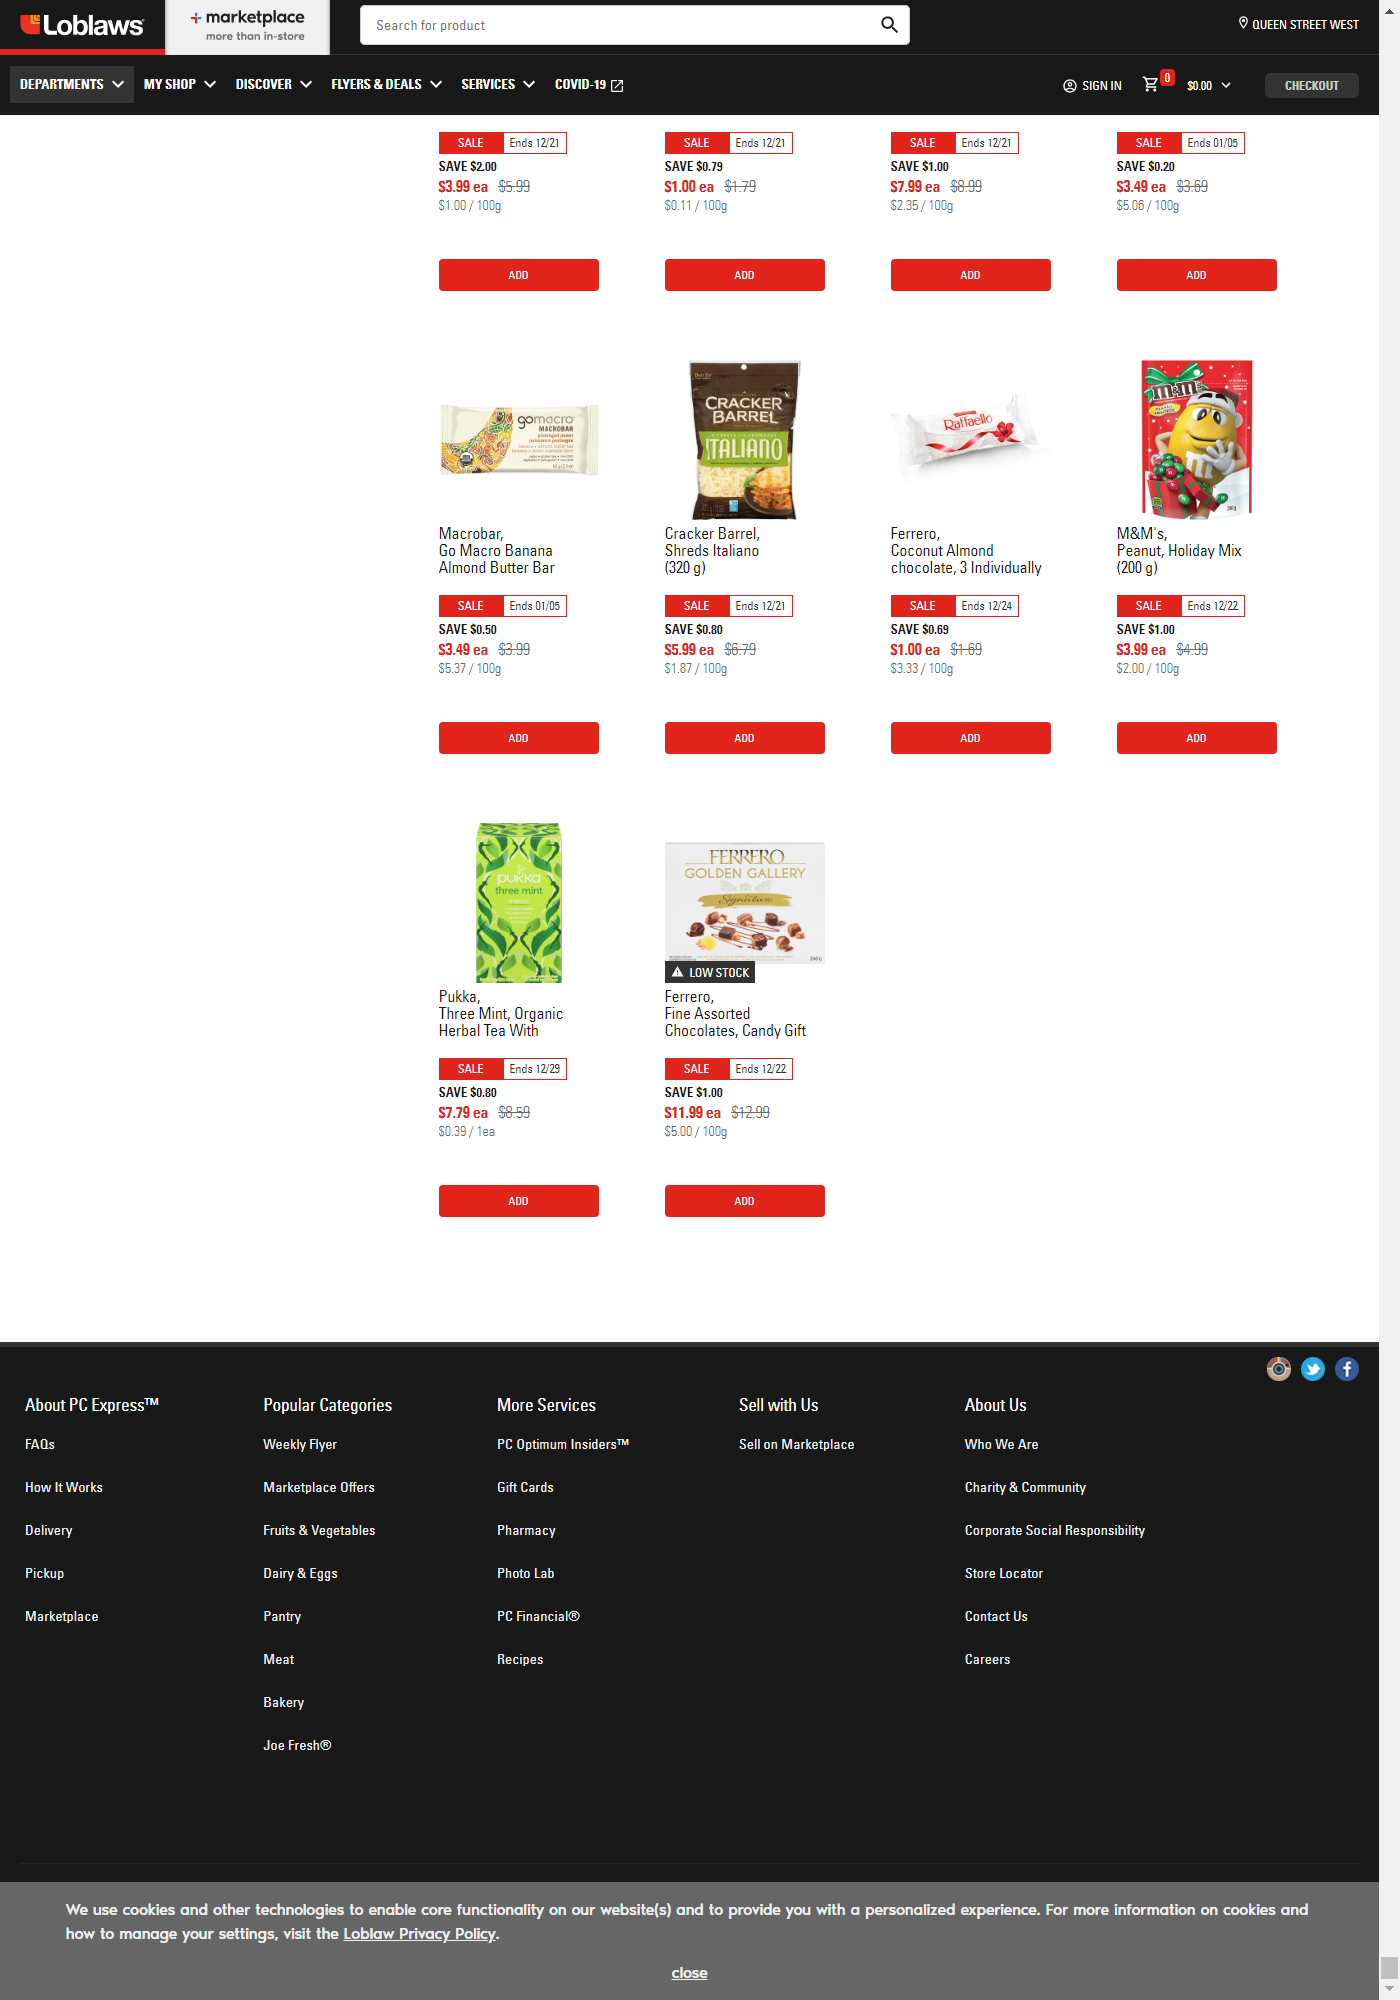 Loblaws
marketplace
more than in-store
Search for product
QUEEN STREET WEST
DEPARTMENTS
MY SHOP
DISCOVER
FLYERS & DEALS
SERVICES
COVID-19
SIGN IN
0
$0.00
CHECKOUT
SALE Ends 12/21
SAVE $2.00
$3.99 ea $5.99
$1.00 / 100g
ADD
SALE Ends 12/21
SAVE $0.79
$1.00 ea $1.79
$0.11 / 100g
ADD
SALE Ends 12/21
SAVE $1.00
$7.99 ea $8.99
$2.35 / 100g
ADD
SALE Ends 01/05
SAVE $0.20
$3.49 ea $3.69
$5.06 / 100g
ADD
gomacro
MACROBAR
Macrobar,
Go Macro Banana
Almond Butter Bar
SALE Ends 01/05
SAVE $0.50
$3.49 ea $3.99
$5.37 / 100g
ADD
CRACKER
BARREL
ITALIANO
Cracker Barrel,
Shreds Italiano
(320 g)
SALE Ends 12/21
SAVE $0.80
$5.99 ea $6.79
$1.87 / 100g
ADD
Raffaello
Ferrero,
Coconut Almond
chocolate, 3 Individually
SALE Ends 12/24
SAVE $0.69
$1.00 ea $1.69
$3.33 / 100g
ADD
m&m's
M&M's,
Peanut, Holiday Mix
(200 g)
SALE Ends 12/22
SAVE $1.00
$3.99 ea $4.99
$2.00 / 100g
ADD
pukka
three mint
Pukka,
Three Mint, Organic
Herbal Tea With
SALE Ends 12/29
SAVE $0.80
$7.79 ea $8.59
$0.39 / 1ea
ADD
FERRERO
GOLDEN GALLERY
Signature
LOW STOCK
Ferrero,
Fine Assorted
Chocolates, Candy Gift
SALE Ends 12/22
SAVE $1.00
$11.99 ea $12.99
$5.00 / 100g
ADD
About PC Express™
FAQs
How It Works
Delivery
Pickup
Marketplace
Popular Categories
Weekly Flyer
Marketplace Offers
Fruits & Vegetables
Dairy & Eggs
Pantry
Meat
Bakery
Joe Fresh®
More Services
PC Optimum Insiders™
Gift Cards
Pharmacy
Photo Lab
PC Financial®
Recipes
Sell with Us
Sell on Marketplace
About Us
Who We Are
Charity & Community
Corporate Social Responsibility
Store Locator
Contact Us
Careers
We use cookies and other technologies to enable core functionality on our website(s) and to provide you with a personalized experience. For more information on cookies and
how to manage your settings, visit the Loblaw Privacy Policy.
close